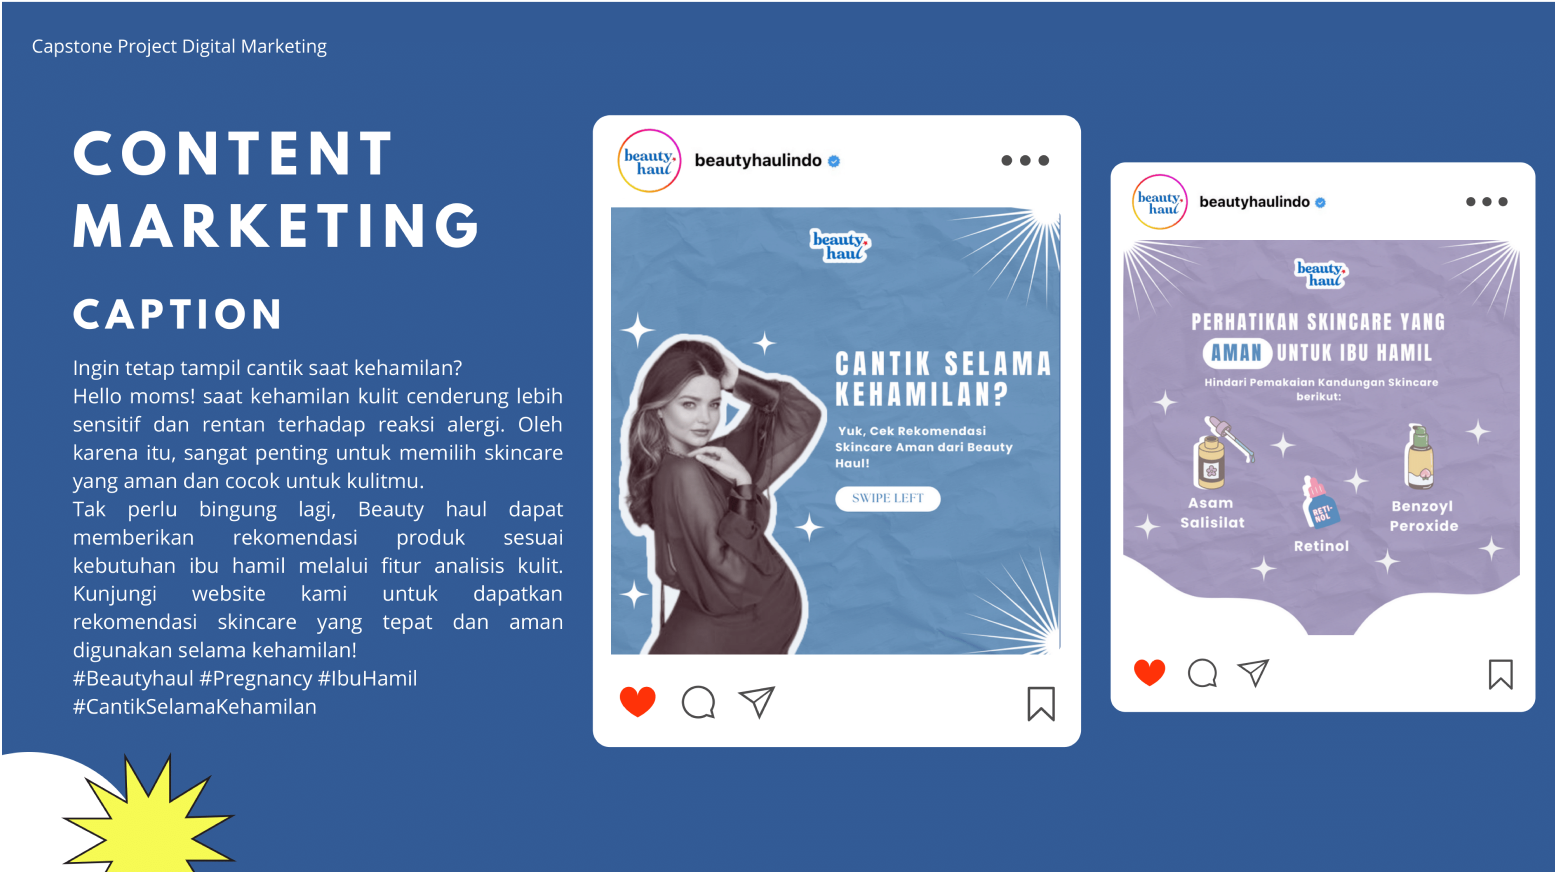 Capstone Project Digital Marketing
CONTENT
MARKETING
CAPTION
Ingin tetap tampil cantik saat kehamilan?
Hello moms! saat kehamilan kulit cenderung lebih
sensitif dan rentan terhadap reaksi alergi. Oleh
karena itu, sangat penting untuk memilih skincare
yang aman dan cocok untuk kulitmu.
Tak perlu bingung lagi, Beauty haul dapat
memberikan rekomendasi produk sesuai
kebutuhan ibu hamil melalui fitur analisis kulit.
Kunjungi website kami untuk dapatkan
rekomendasi skincare yang tepat dan aman
digunakan selama kehamilan!
#Beautyhaul #Pregnancy #IbuHamil
#CantikSelamaKehamilan
beauty
haul
beautyhaulindo
beauty
haul
CANTIK SELAMA
KEHAMILAN?
Yuk, Cek Rekomendasi
Skincare Aman dari Beauty
Haul!
SWIPE LEFT
beauty
haul
beautyhaulindo
beauty
haul
PERHATIKAN SKINCARE YANG
AMAN UNTUK IBU HAMIL
Hindari Pemakaian Kandungan Skincare
berikut:
Asam
Salisilat
RETI-
NOL
Retinol
Benzoyl
Peroxide